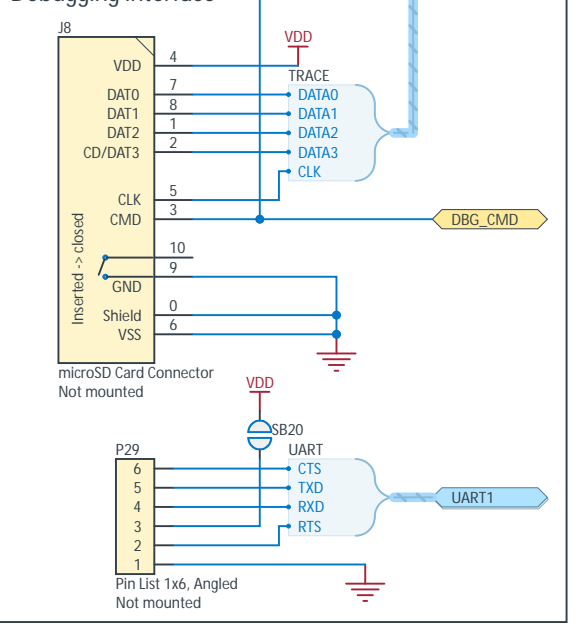 Debugging Interface
J8
VDD
VDD 4
TRACE
DAT0 7 DATA0
DAT1 8 DATA1
DAT2 1 DATA2
CD/DAT3 2 DATA3
CLK
CLK 5
CMD 3 DBG_CMD
Inserted -> closed
10
9
GND
Shield 0
VSS 6
microSD Card Connector
Not mounted
VDD
SB20
P29 UART
6 CTS
5 TXD UART1
4 RXD
3 RTS
2
1
Pin List 1x6, Angled
Not mounted